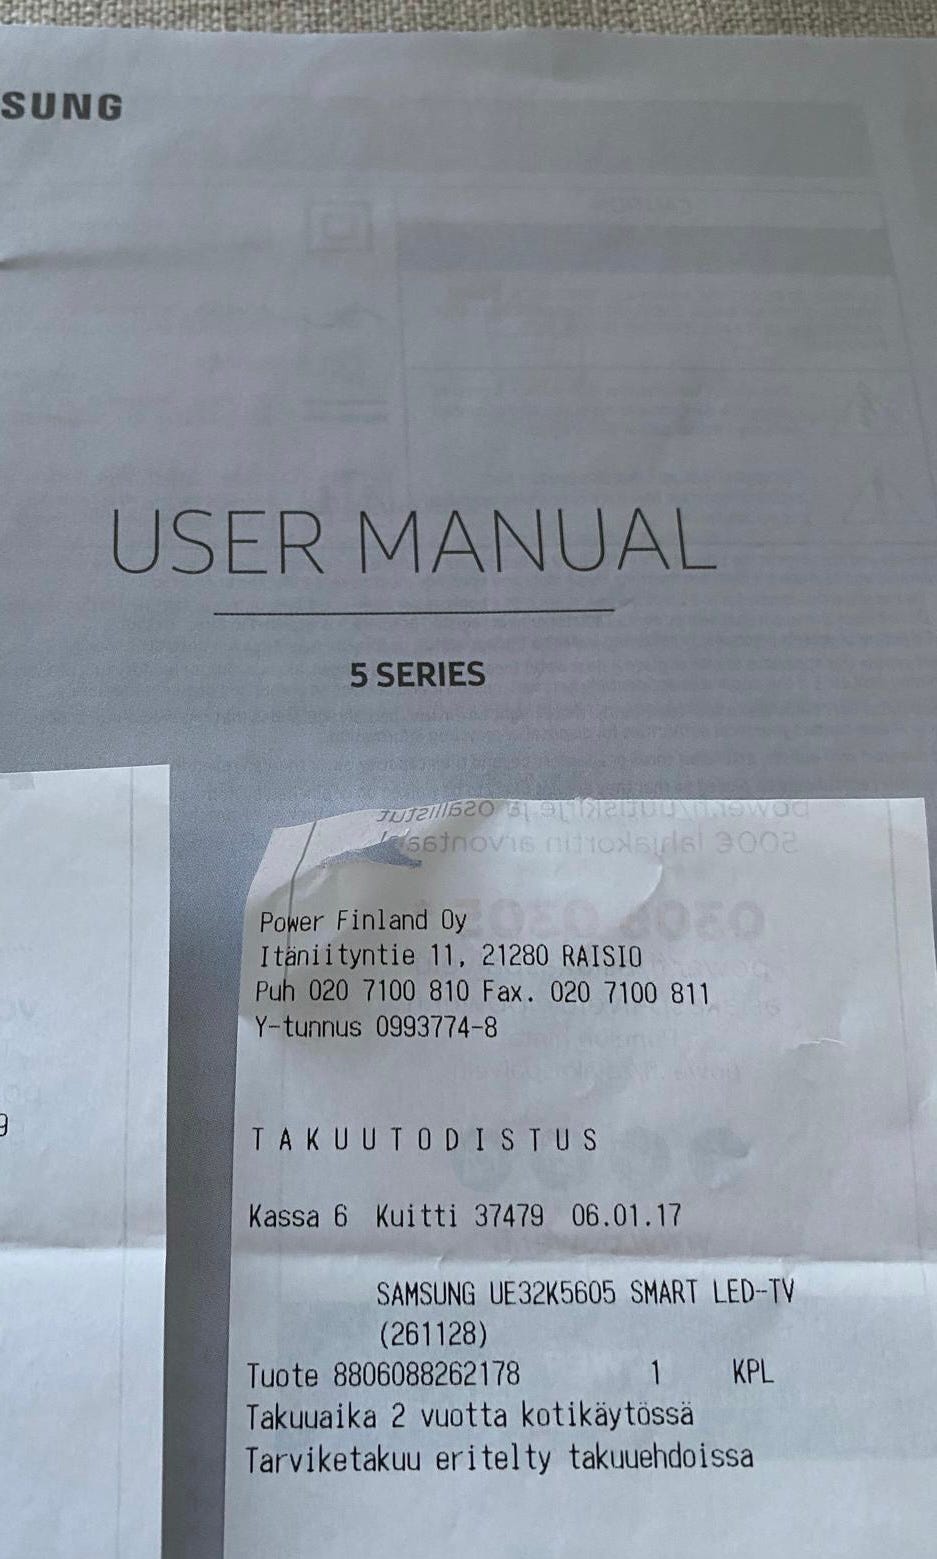 SUNG
USER MANUAL
5 SERIES
Power Finland Oy
Itäniityntie 11, 21280 RAISIO
Puh 020 7100 810 Fax. 020 7100 811
Y-tunnus 0993774-8
TAKUUTODISTUS
Kassa 6 Kuitti 37479 06.01.17
SAMSUNG UE32K5605 SMART LED-TV
(261128)
Tuote 8806088262178 1 KPL
Takuuaika 2 vuotta kotikäytössä
Tarviketakuu eritelty takuuehdoissa
9